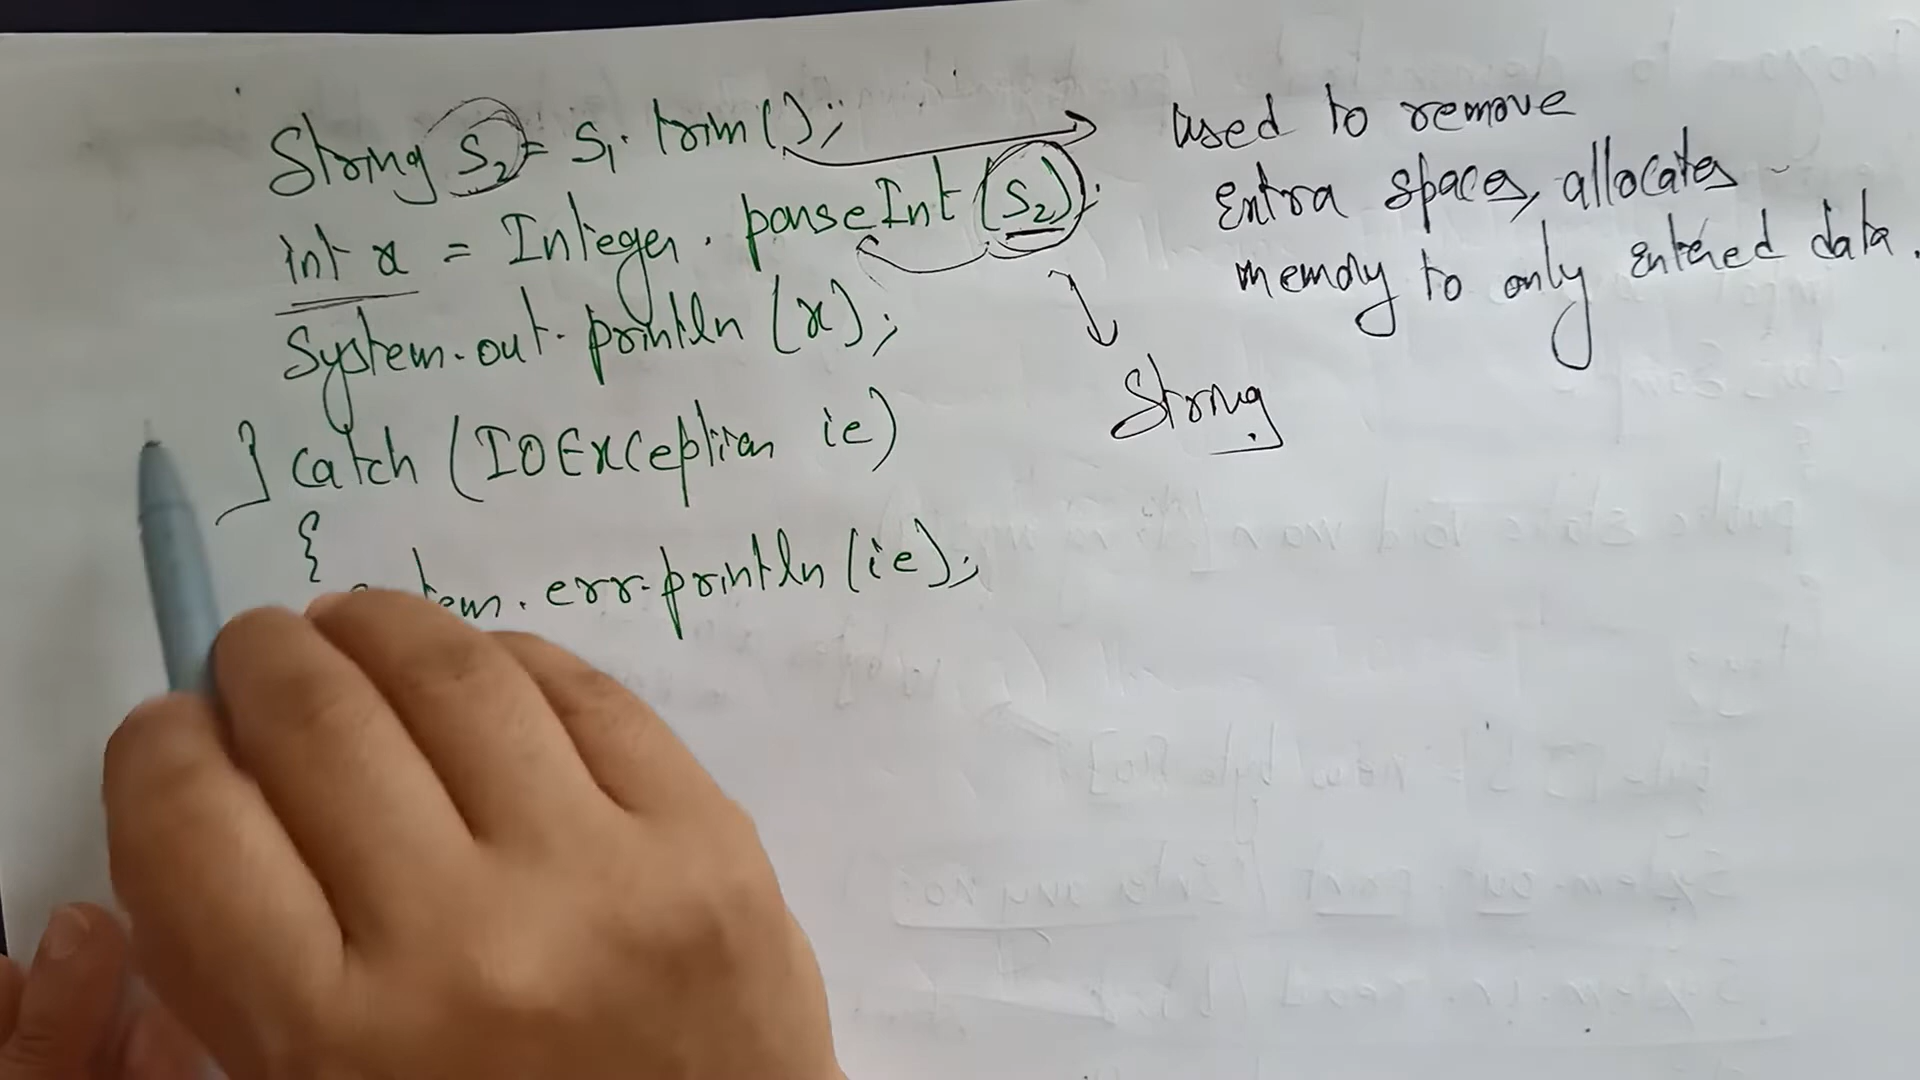 String S2 = S1. trim();
int x = Integer. parseInt (S2);
System.out.println (x);
} catch (IOException ie)
{
tem. err.println (ie);
used to remove
Extra spaces, allocates
memory to only Entered data.
String